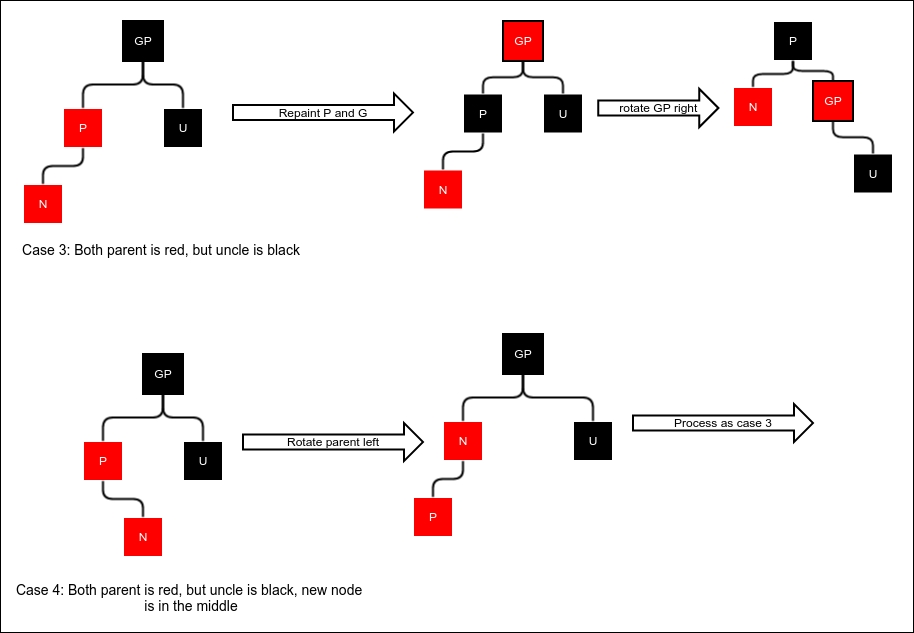 GP
P
U
N
Repaint P and G
GP
P
U
N
rotate GP right
P
N
GP
U
Case 3: Both parent is red, but uncle is black
GP
P
U
N
Rotate parent left
GP
N
U
P
Process as case 3
Case 4: Both parent is red, but uncle is black, new node
is in the middle